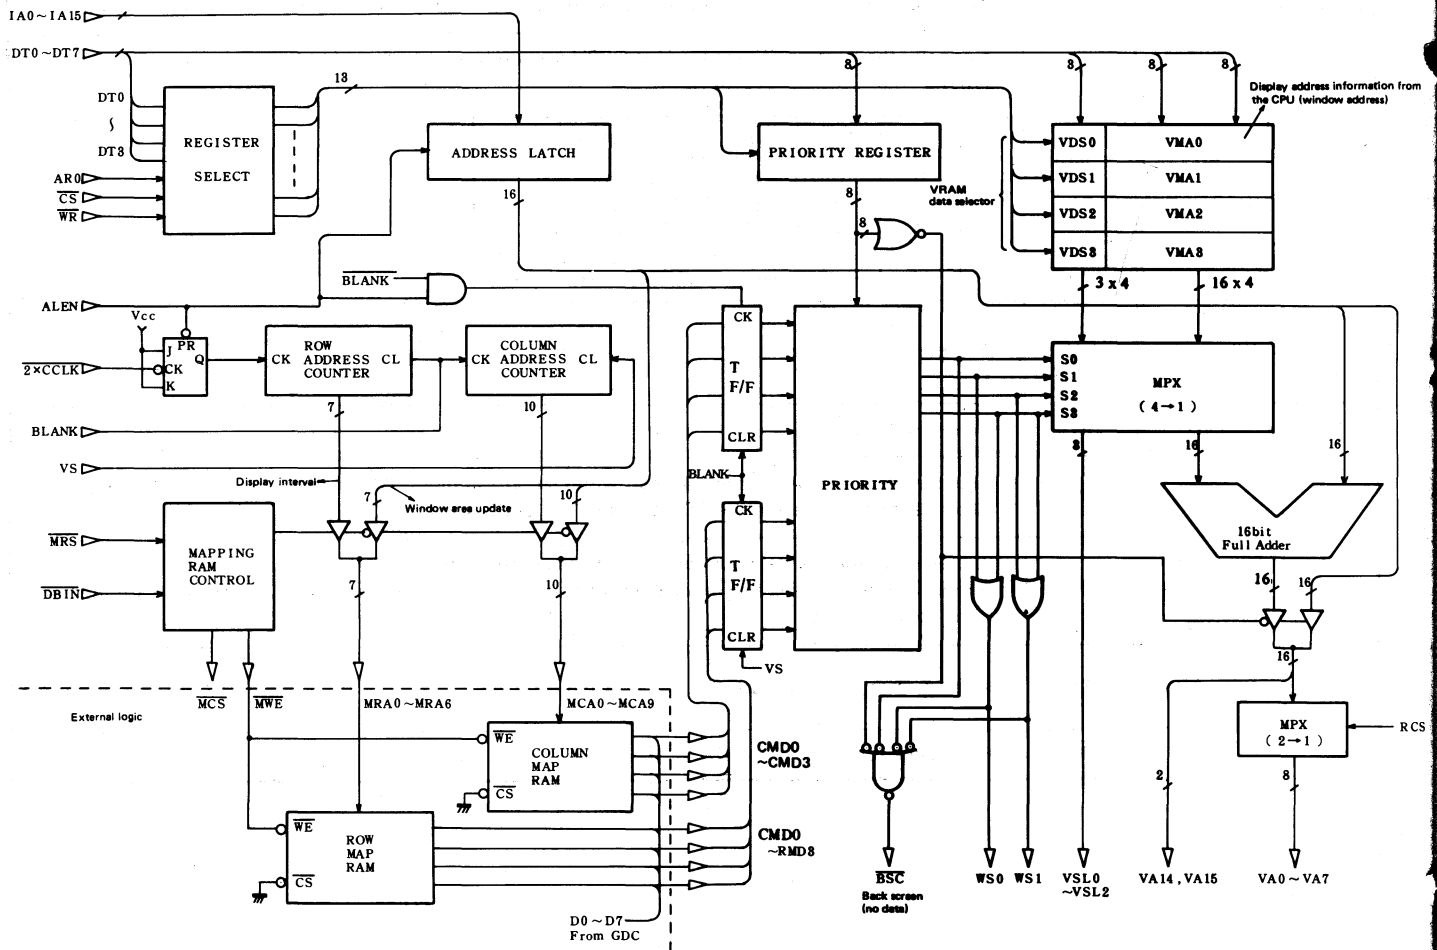 IA0~IA15
DT0~DT7
13
8
8
8
8
Display address information from
the CPU (window address)
DT0
∫
DT3
AR0
CS
WR
REGISTER
SELECT
ADDRESS LATCH
16
PRIORITY REGISTER
8
8
VRAM
data selector
VDS0
VMA0
VDS1
VMA1
VDS2
VMA2
VDS3
VMA3
3 x 4
16 x 4
BLANK
ALEN
Vcc
PR
J
Q
CK
K
2×CCLK
CK
ROW
ADDRESS
COUNTER
CL
CK
COLUMN
ADDRESS
COUNTER
CL
7
10
BLANK
VS
CK
T
F/F
CLR
BLANK
CK
T
F/F
CLR
VS
PRIORITY
S0
S1
S2
S3
MPX
(4→1)
3
16
16
16bit
Full Adder
16
16
16
Display interval
7
Window area update
10
MRS
DBIN
MAPPING
RAM
CONTROL
7
10
MCS
MWE
MRA0~MRA6
MCA0~MCA9
External logic
WE
COLUMN
MAP
RAM
CS
CMD0
~CMD3
WE
ROW
MAP
RAM
CS
CMD0
~RMD3
D0~D7
From GDC
MPX
(2→1)
RCS
2
8
BSC
Back screen
(no data)
WS0
WS1
VSL0
~VSL2
VA14,VA15
VA0~VA7